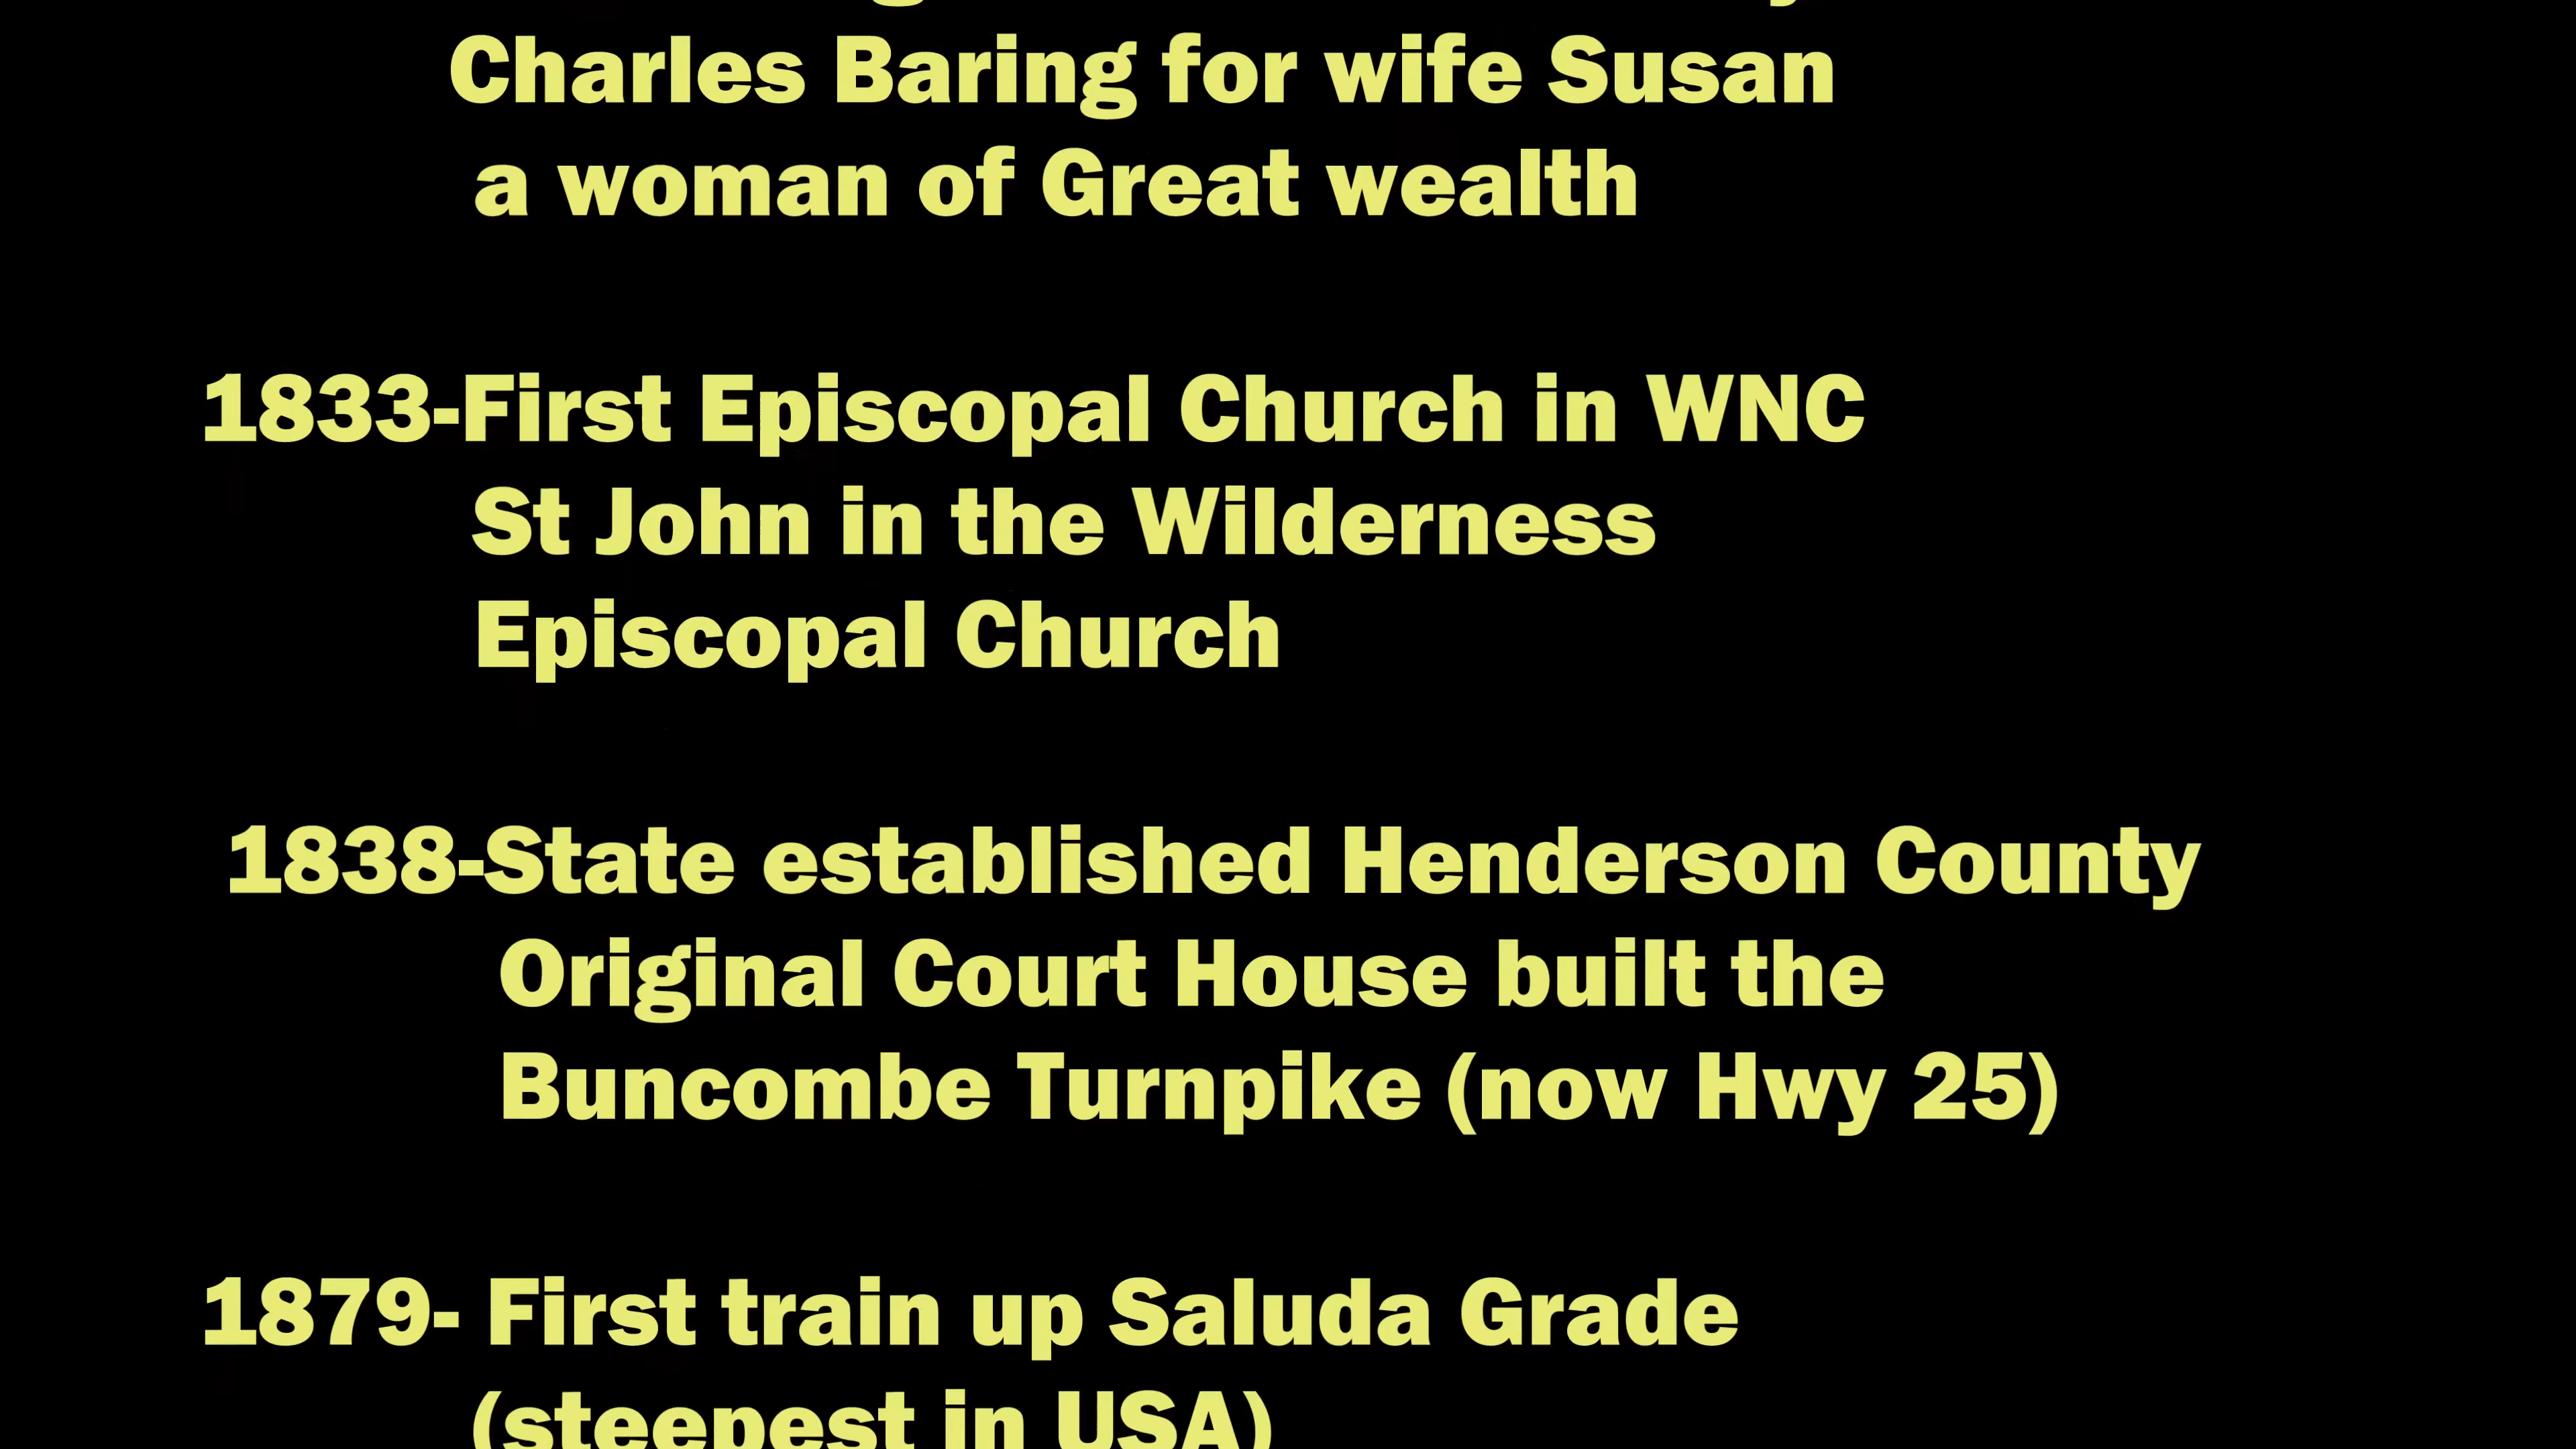 Charles Baring for wife Susan
a woman of Great wealth
1833-First Episcopal Church in WNC
St John in the Wilderness
Episcopal Church
1838-State established Henderson County
Original Court House built the
Buncombe Turnpike (now Hwy 25)
1879- First train up Saluda Grade
(steepest in USA)